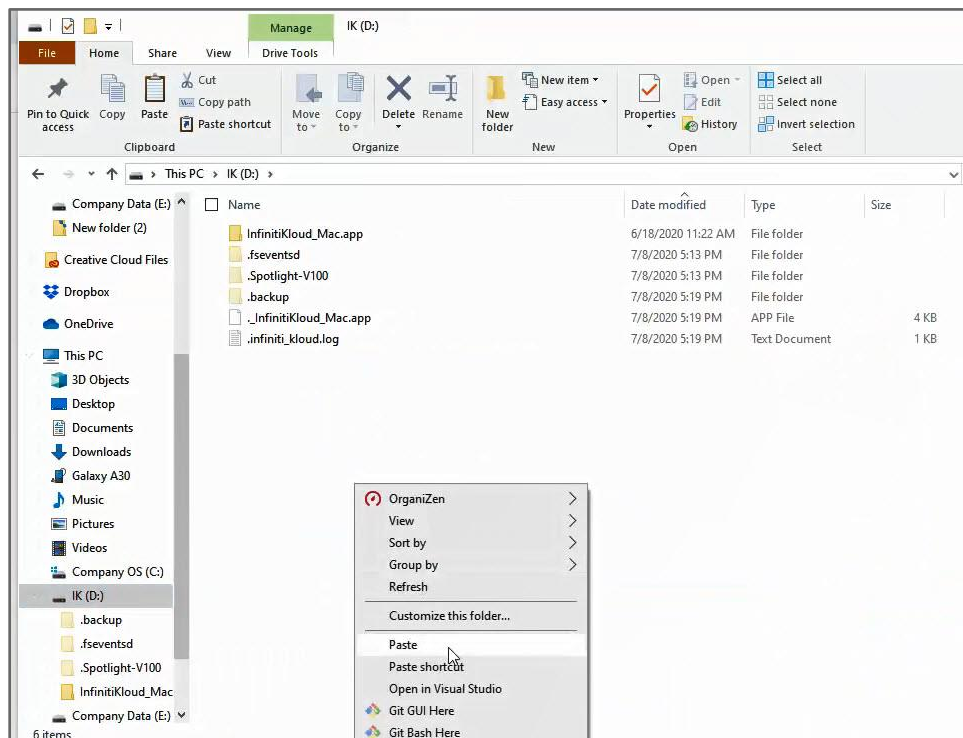 Manage IK (D:)
File Home Share View Drive Tools
Pin to Quick access
Copy
Paste
Cut
Copy path
Paste shortcut
Clipboard
Move to
Copy to
Delete
Rename
Organize
New folder
New item
Easy access
New
Properties
Open
Edit
History
Open
Select all
Select none
Invert selection
Select
This PC > IK (D:) >
Company Data (E:)
New folder (2)
Creative Cloud Files
Dropbox
OneDrive
This PC
3D Objects
Desktop
Documents
Downloads
Galaxy A30
Music
Pictures
Videos
Company OS (C:)
IK (D:)
.backup
.fseventsd
.Spotlight-V100
InfinitiKloud_Mac
Company Data (E:)
6 items
Name Date modified Type Size
InfinitiKloud_Mac.app 6/18/2020 11:22 AM File folder
.fseventsd 7/8/2020 5:13 PM File folder
.Spotlight-V100 7/8/2020 5:13 PM File folder
.backup 7/8/2020 5:19 PM File folder
._InfinitiKloud_Mac.app 7/8/2020 5:19 PM APP File 4 KB
.infiniti_kloud.log 7/8/2020 5:19 PM Text Document 1 KB
OrganiZen
View
Sort by
Group by
Refresh
Customize this folder...
Paste
Paste shortcut
Open in Visual Studio
Git GUI Here
Git Bash Here